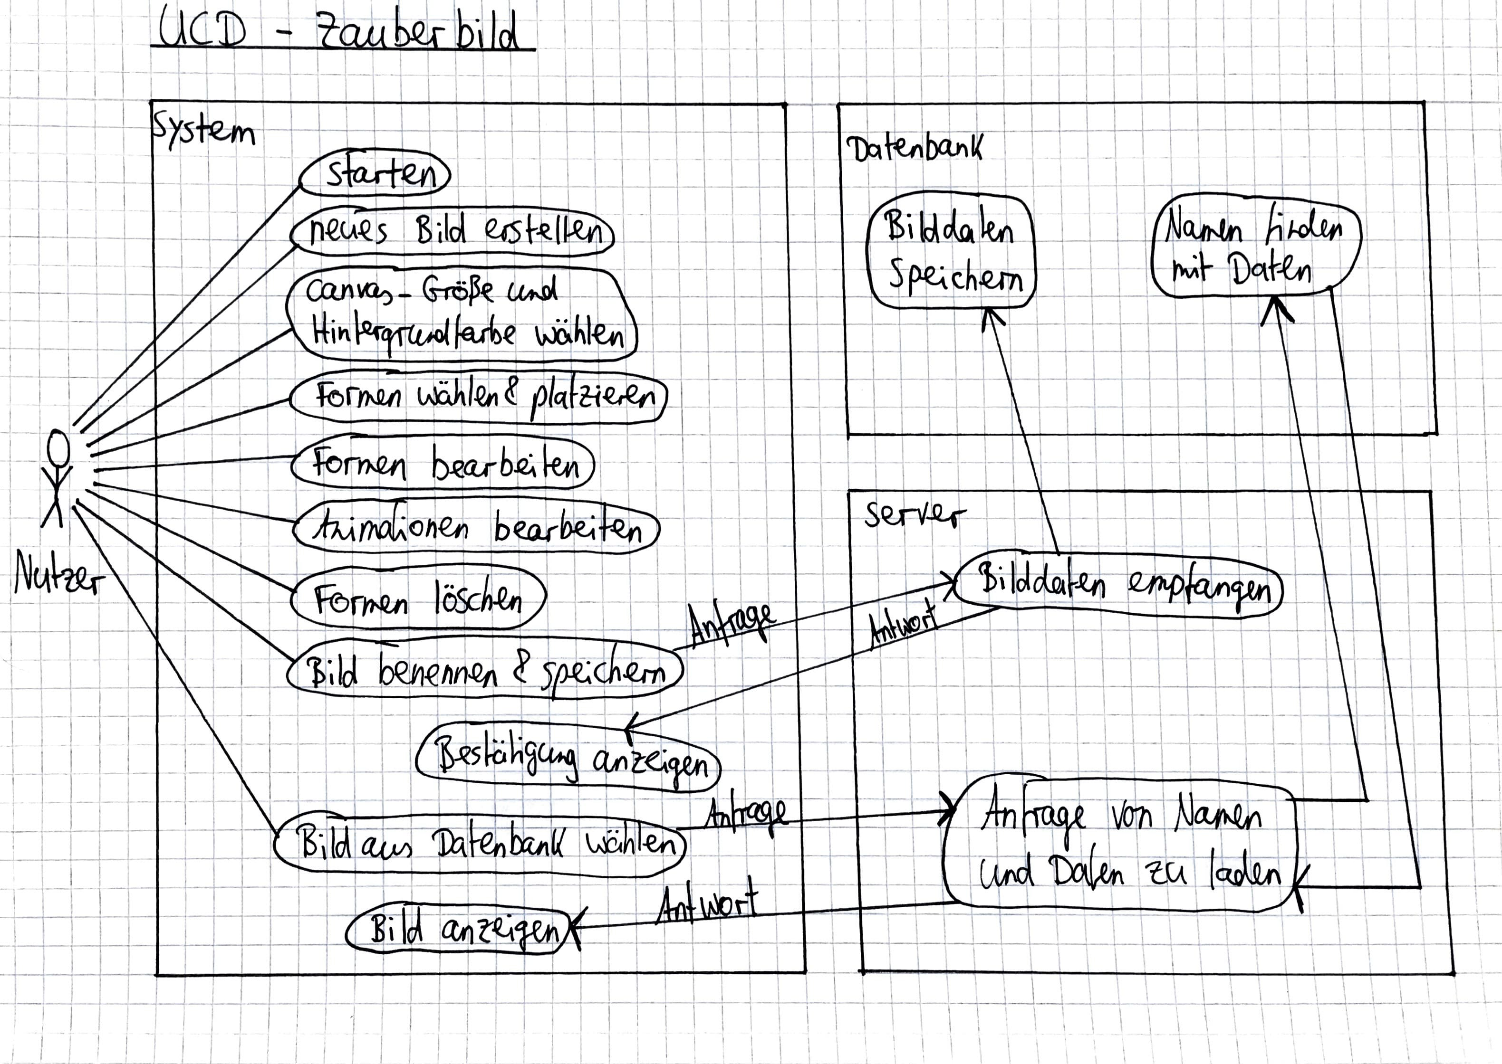 UCD - Zauberbild
System
starten
neues Bild erstellen
Canvas-Größe und
Hintergrundfarbe wählen
Formen wählen & platzieren
Formen bearbeiten
Animationen bearbeiten
Formen löschen
Bild benennen & speichern
Bestätigung anzeigen
Bild aus Datenbank wählen
Bild anzeigen
Nutzer
Anfrage
Antwort
Anfrage
Antwort
Datenbank
Bilddaten
Speichern
Namen finden
mit Daten
Server
Bilddaten empfangen
Anfrage von Namen
und Daten zu laden